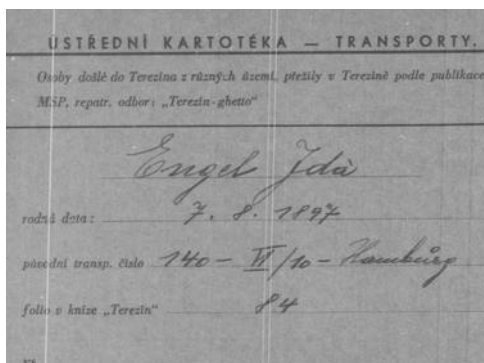 ÚSTŘEDNÍ KARTOTÉKA — TRANSPORTY.
Osoby došlé do Terezína z různých území, přežily v Terezíně podle publikace
MSP, repatr. odbor: „Terezín-ghetto"
Engel Ida
rodná data: 7. 8. 1897
původní transp. číslo 140 - VI/10 - Hamburg
folio v knize „Terezín" 84